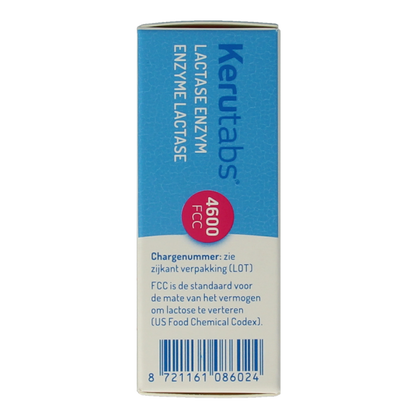 Kerutabs®
LACTASE ENZYM
ENZYME LACTASE
4600
FCC
Chargenummer: zie
zijkant verpakking (LOT)
FCC is de standaard voor
de mate van het vermogen
om lactose te verteren
(US Food Chemical Codex).
8 721161 086024